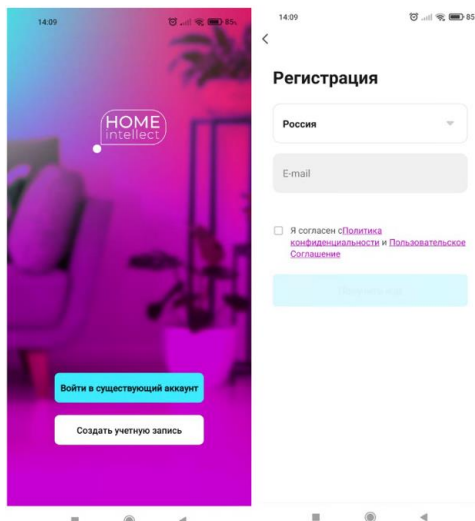 14:09
85
HOME
intellect
Войти в существующий аккаунт
Создать учетную запись
14:09
85
Регистрация
Россия
E-mail
Я согласен сПолитика
конфиденциальности и Пользовательское
Соглашение